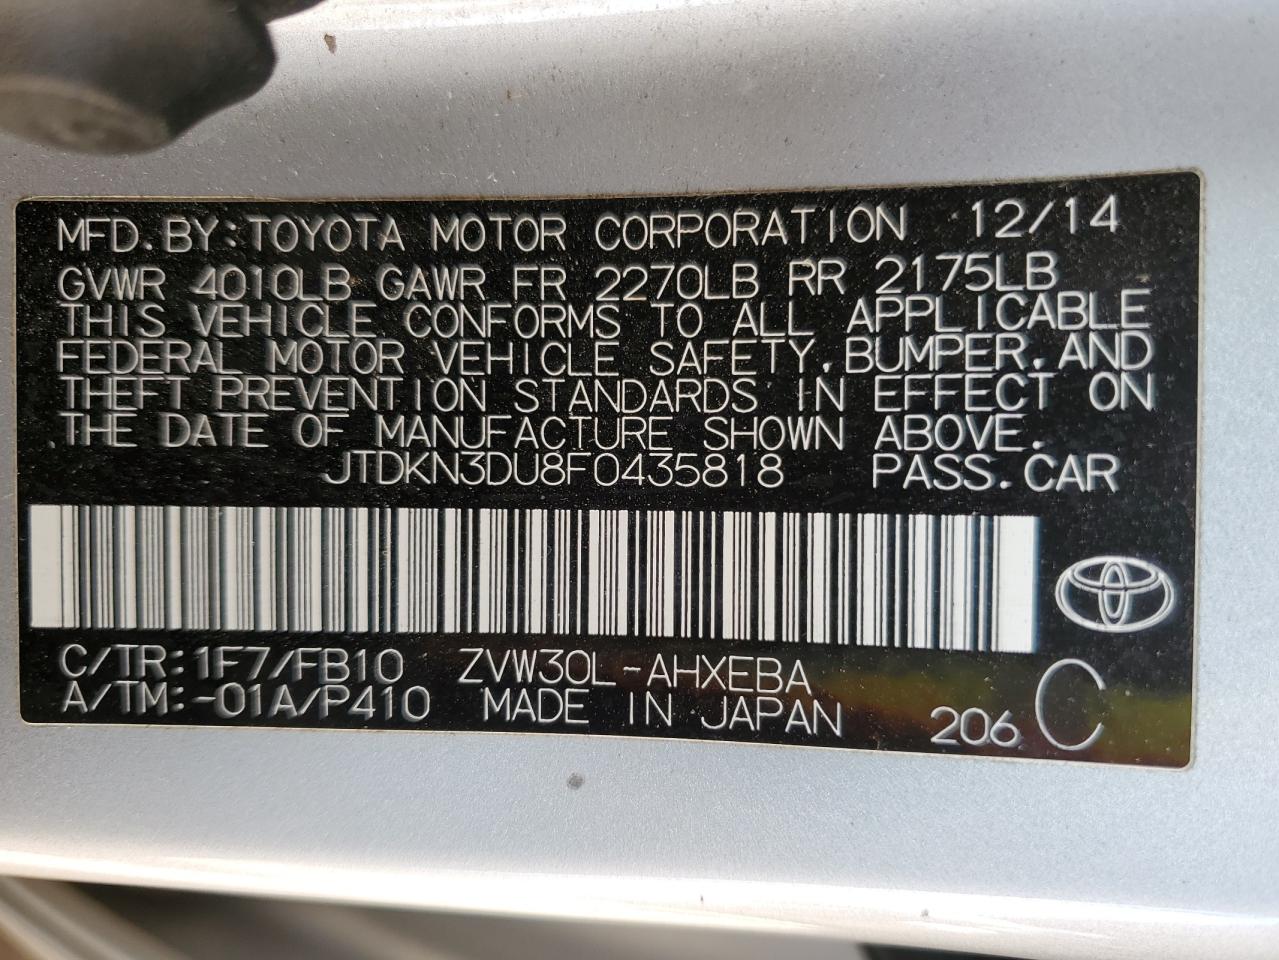 MFD. BY: TOYOTA MOTOR CORPORATION 12/14
GVWR 4010LB GAWR FR 2270LB RR 2175LB
THIS VEHICLE CONFORMS TO ALL APPLICABLE
FEDERAL MOTOR VEHICLE SAFETY, BUMPER, AND
THEFT PREVENTION STANDARDS IN EFFECT ON
THE DATE OF MANUFACTURE SHOWN ABOVE.
JTDKN3DU8F0435818 PASS. CAR
C/TR: 1F7/FB10 ZVW30L-AHXEBA
A/TM: -01A/P410 MADE IN JAPAN 206 C